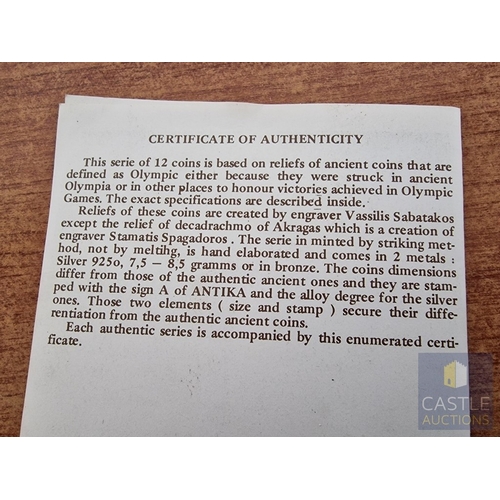 CERTIFICATE OF AUTHENTICITY
This serie of 12 coins is based on reliefs of ancient coins that are
defined as Olympic either because they were struck in ancient
Olympia or in other places to honour victories achieved in Olympic
Games. The exact specifications are described inside.
Reliefs of these coins are created by engraver Vassilis Sabatakos
except the relief of decadrachmo of Akragas which is a creation of
engraver Stamatis Spagadoros . The serie in minted by striking met-
hod, not by melting, is hand elaborated and comes in 2 metals :
Silver 925o, 7,5 — 8,5 gramms or in bronze. The coins dimensions
differ from those of the authentic ancient ones and they are stam-
ped with the sign A of ANTIKA and the alloy degree for the silver
ones. Those two elements ( size and stamp ) secure their diffe-
rentiation from the authentic ancient coins.
Each authentic series is accompanied by this enumerated certi-
ficate.
CASTLE
AUCTIONS